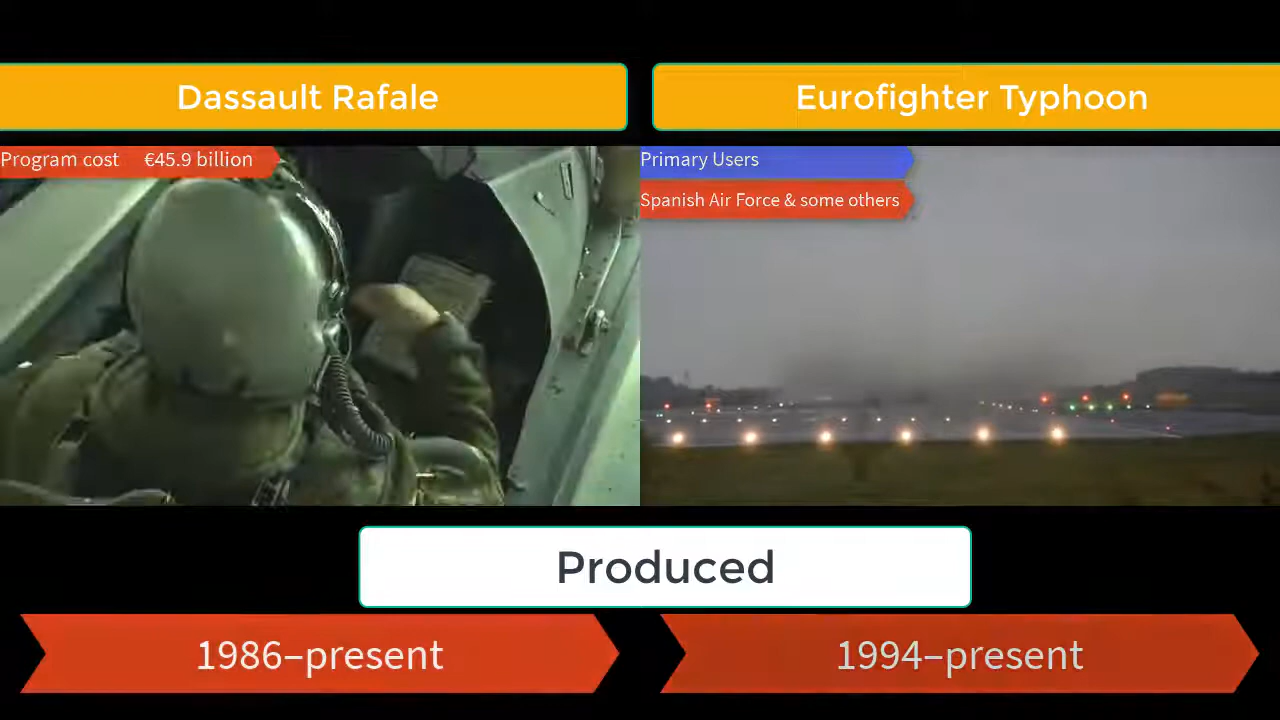 Dassault Rafale
Eurofighter Typhoon
Program cost €45.9 billion
Primary Users
Spanish Air Force & some others
Produced
1986–present
1994–present